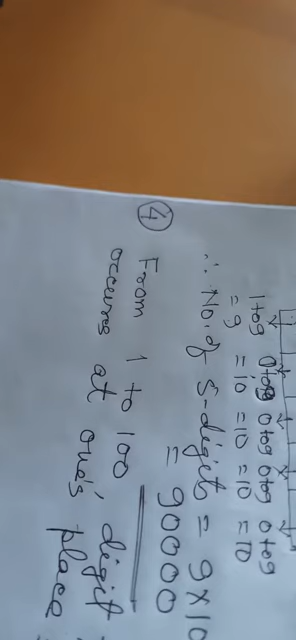 1 to 9 0 to 9 0 to 9 0 to 9 0 to 9
= 9 = 10 = 10 = 10 = 10
∴ No. of 5-digits = 9 × 10
= 90000
④ From 1 to 100 digit
occurs at one's place